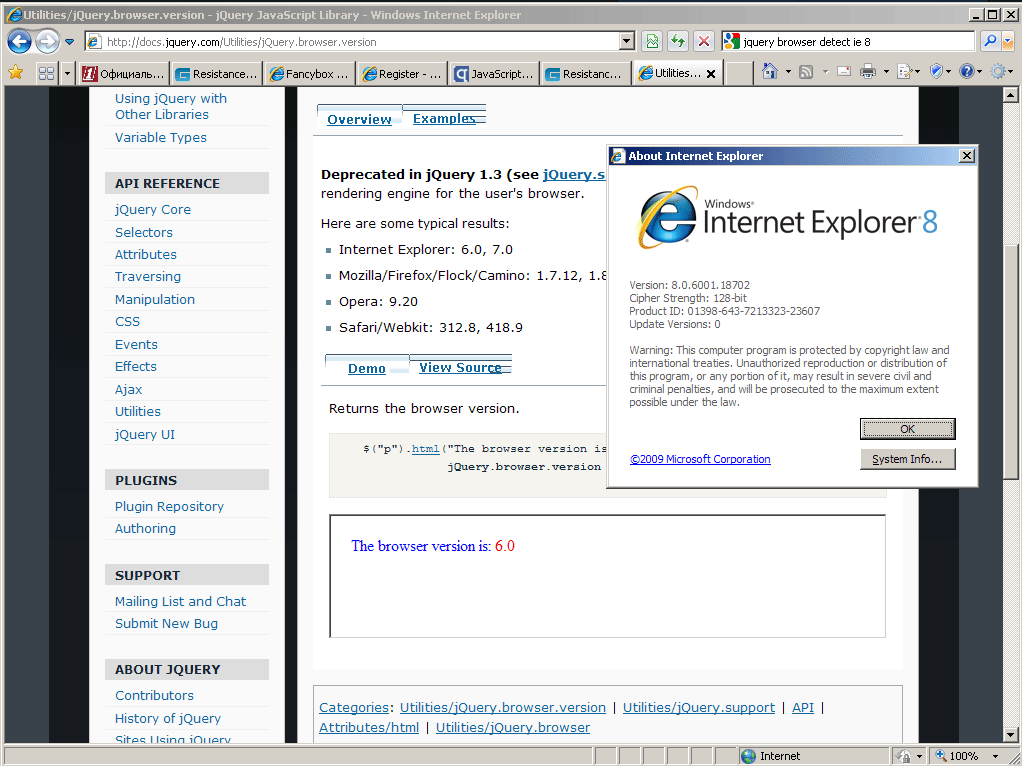 Utilities/jQuery.browser.version - jQuery JavaScript Library - Windows Internet Explorer
http://docs.jquery.com/Utilities/jQuery.browser.version
jquery browser detect ie 8
Официаль...
Resistance...
Fancybox ...
Register - ...
JavaScript...
Resistanc...
Utilities...
Using jQuery with
Other Libraries
Variable Types
API REFERENCE
jQuery Core
Selectors
Attributes
Traversing
Manipulation
CSS
Events
Effects
Ajax
Utilities
jQuery UI
PLUGINS
Plugin Repository
Authoring
SUPPORT
Mailing List and Chat
Submit New Bug
ABOUT JQUERY
Contributors
History of jQuery
Sites Using jQuery
Overview
Examples
Deprecated in jQuery 1.3 (see jQuery.s
rendering engine for the user's browser.
Here are some typical results:
Internet Explorer: 6.0, 7.0
Mozilla/Firefox/Flock/Camino: 1.7.12, 1.8
Opera: 9.20
Safari/Webkit: 312.8, 418.9
Demo
View Source
Returns the browser version.
$("p").html("The browser version is
jQuery.browser.version
The browser version is: 6.0
Categories: Utilities/jQuery.browser.version | Utilities/jQuery.support | API |
Attributes/html | Utilities/jQuery.browser
About Internet Explorer
Windows®
Internet Explorer 8
Version: 8.0.6001.18702
Cipher Strength: 128-bit
Product ID: 01398-643-7213323-23607
Update Versions: 0
Warning: This computer program is protected by copyright law and
international treaties. Unauthorized reproduction or distribution of
this program, or any portion of it, may result in severe civil and
criminal penalties, and will be prosecuted to the maximum extent
possible under the law.
OK
©2009 Microsoft Corporation
System Info...
Internet
100%